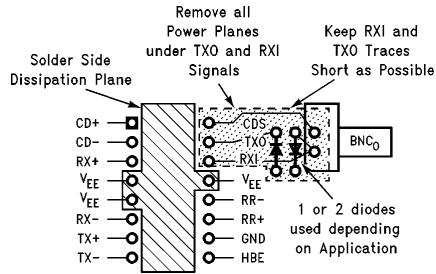 Remove all
Power Planes
under TXO and RXI
Signals
Keep RXI and
TXO Traces
Short as Possible
Solder Side
Dissipation Plane
CD+
CD-
RX+
VEE
VEE
RX-
TX+
TX-
CDS
TXO
RXI
VEE
RR-
RR+
GND
HBE
BNCO
1 or 2 diodes
used depending
on Application